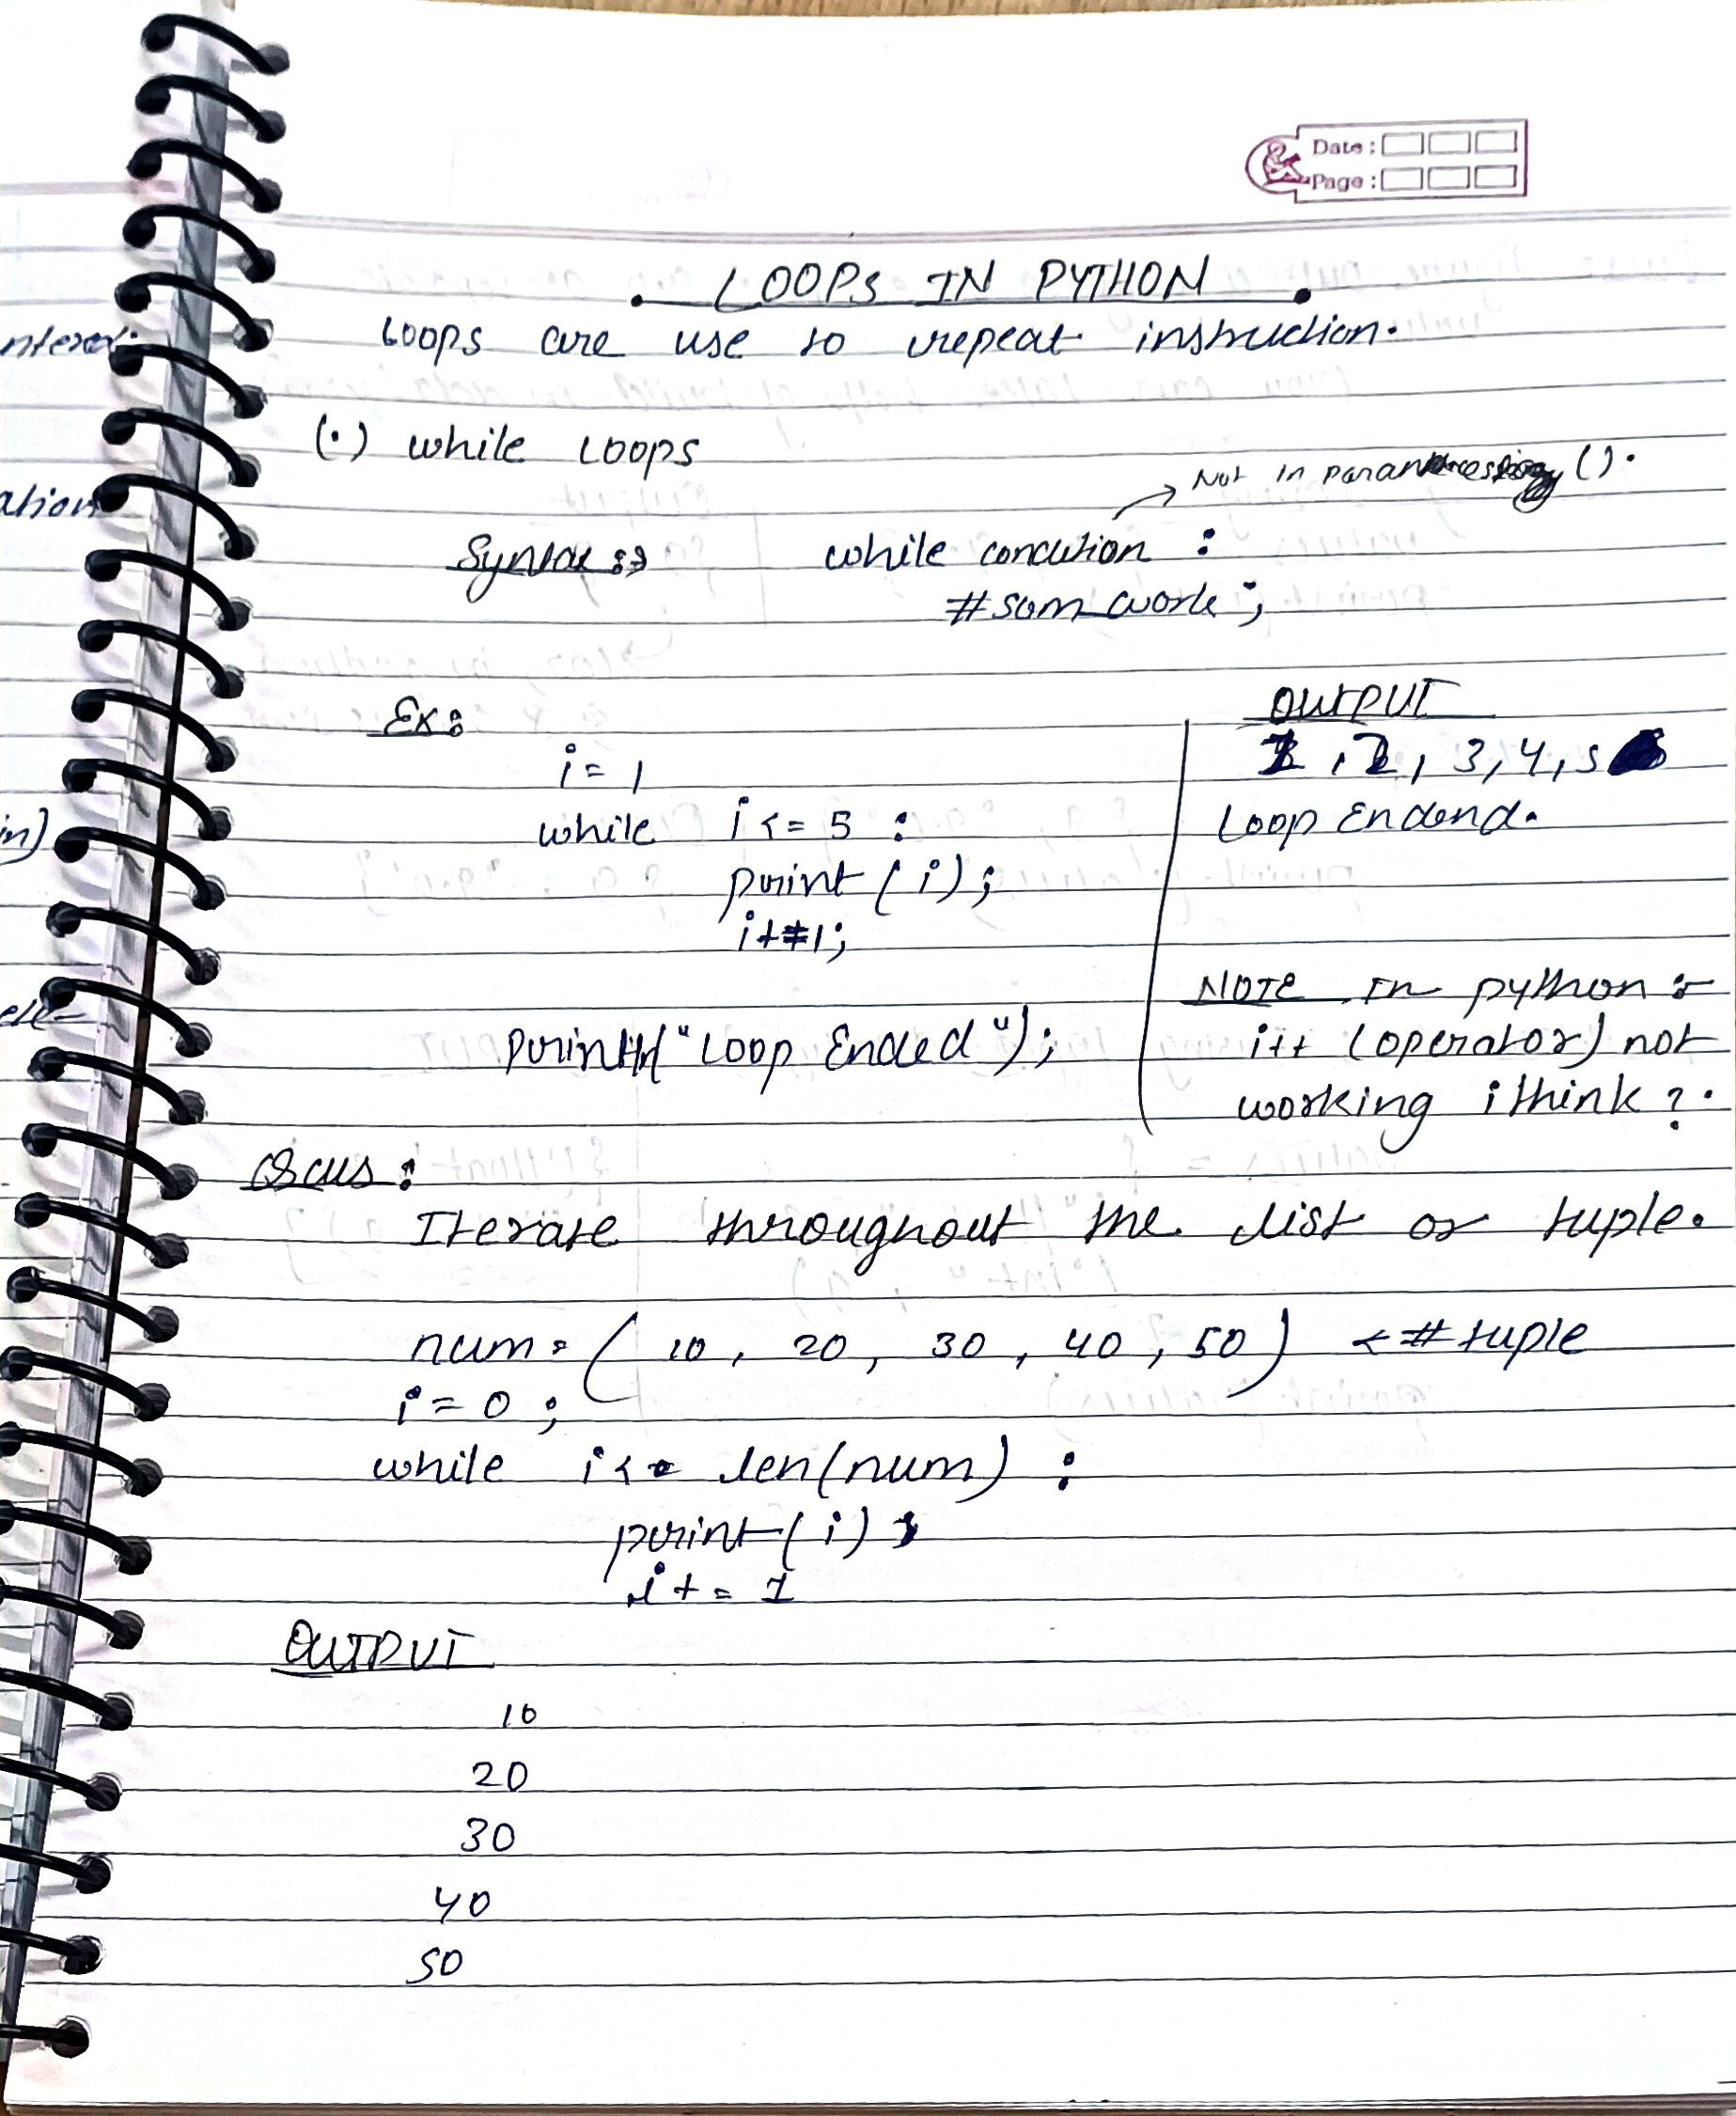 Date :
Page :
LOOPS IN PYTHON
Loops are use to repeat instruction.
(.) while Loops
Not in ().
Syntax :→ while condition :
#som work ;
Ex:
i = 1
while i <= 5 :
print (i) ;
i+=1;
print("Loop Ended") ;
OUTPUT
1, 2, 3, 4, 5
Loop Endend.
NOTE In python :-
i++ (operator) not
working i think ?.
:
Iterate throughout the list or tuple.
num = ( 10, 20, 30, 40, 50) <-# tuple
i = 0 ;
while i < len(num) :
print (i) ;
i += 1
OUTPUT
10
20
30
40
50
ation
in)